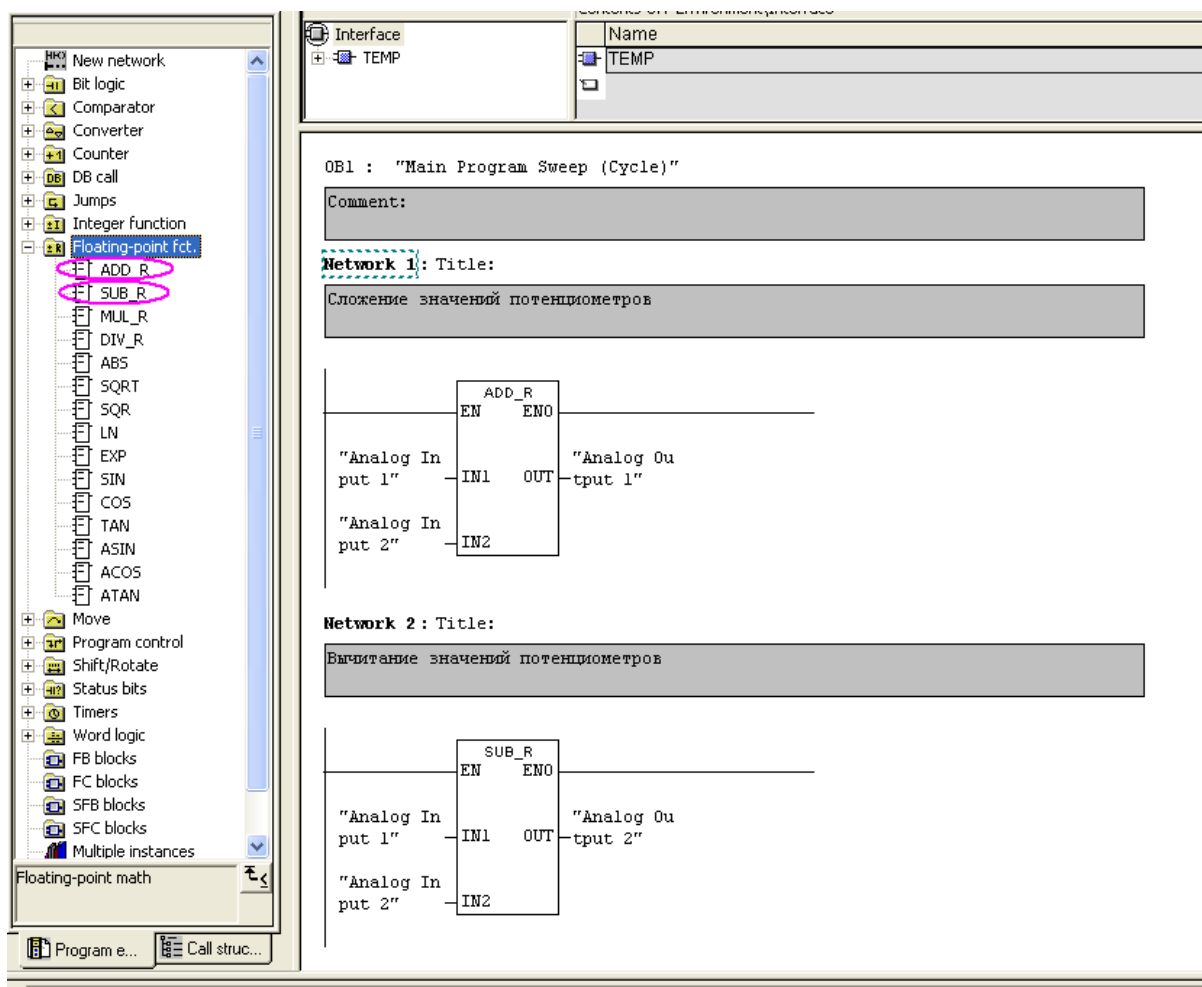 Interface
TEMP
Name
TEMP
New network
Bit logic
Comparator
Converter
Counter
DB call
Jumps
Integer function
Floating-point fct.
ADD_R
SUB_R
MUL_R
DIV_R
ABS
SQRT
SQR
LN
EXP
SIN
COS
TAN
ASIN
ACOS
ATAN
Move
Program control
Shift/Rotate
Status bits
Timers
Word logic
FB blocks
FC blocks
SFB blocks
SFC blocks
Multiple instances
Floating-point math
Program e...
Call struc...
OB1 : "Main Program Sweep (Cycle)"
Comment:
Network 1 : Title:
Сложение значений потенциометров
ADD_R
EN ENO
"Analog In
put 1"
IN1 OUT
"Analog Ou
tput 1"
"Analog In
put 2"
IN2
Network 2 : Title:
Вычитание значений потенциометров
SUB_R
EN ENO
"Analog In
put 1"
IN1 OUT
"Analog Ou
tput 2"
"Analog In
put 2"
IN2